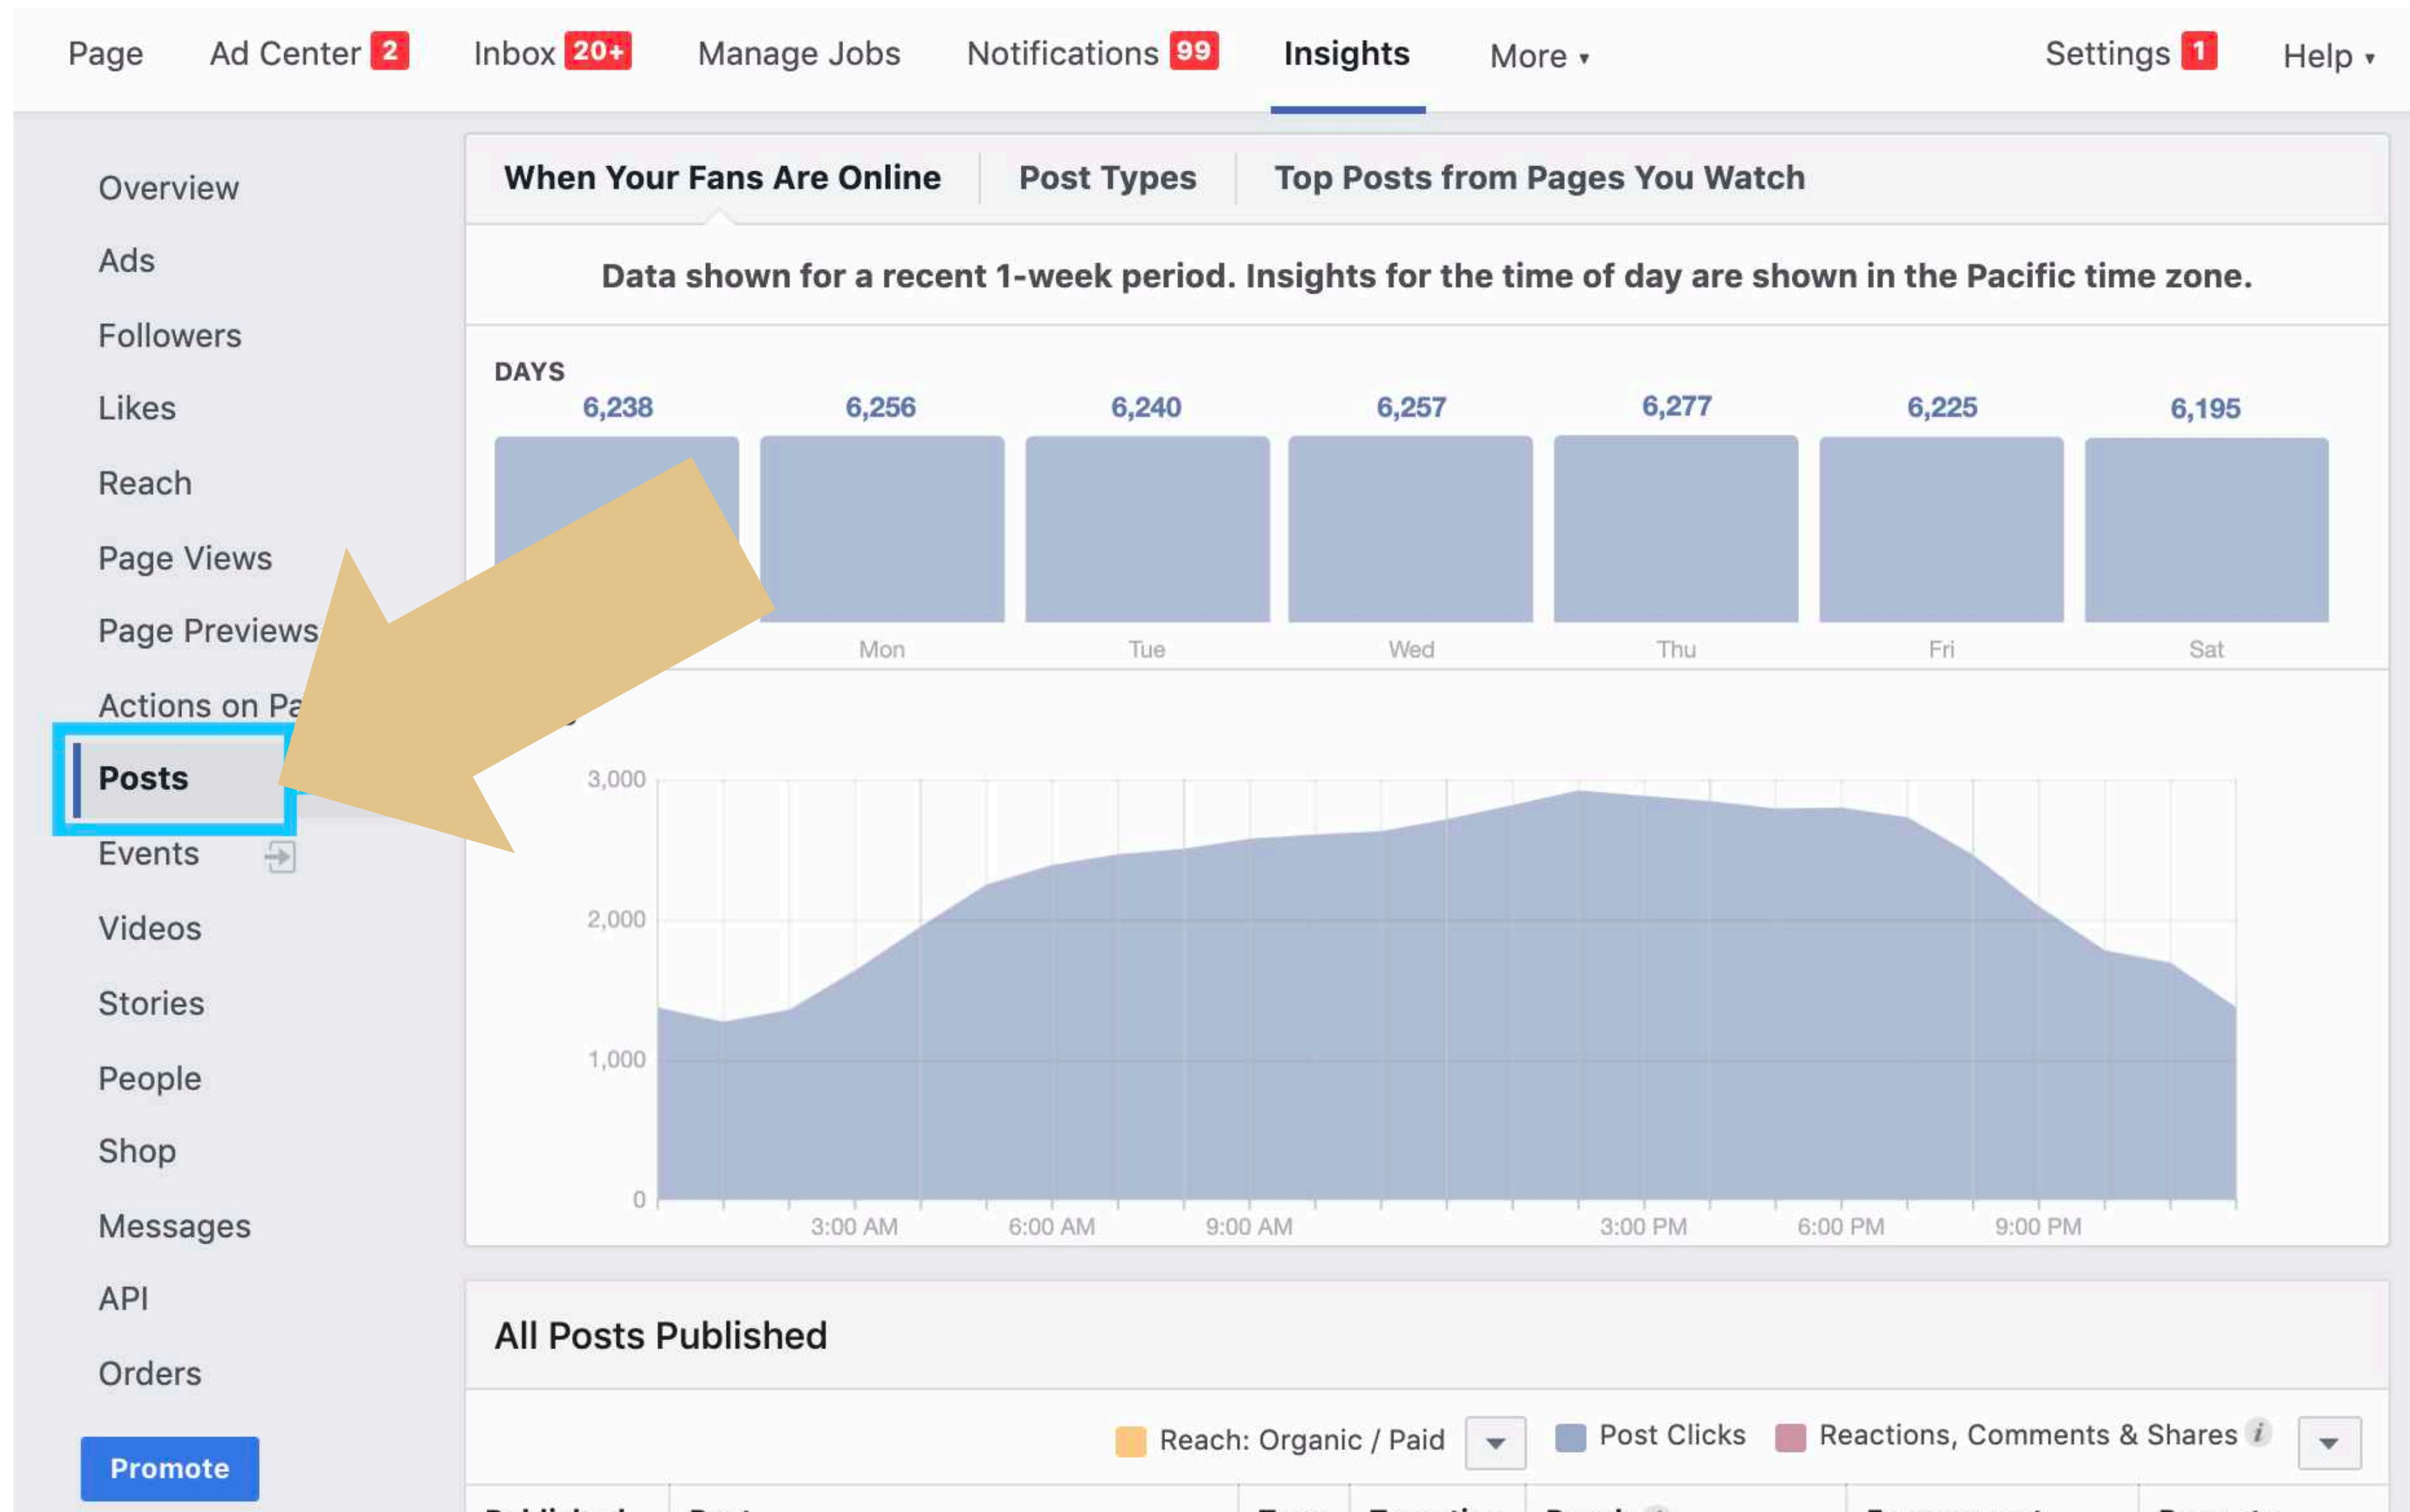 Page Ad Center 2 Inbox 20+ Manage Jobs Notifications 99 Insights More Settings 1 Help
Overview
Ads
Followers
Likes
Reach
Page Views
Page Previews
Actions on Pa
Posts
Events
Videos
Stories
People
Shop
Messages
API
Orders
Promote
When Your Fans Are Online Post Types Top Posts from Pages You Watch
Data shown for a recent 1-week period. Insights for the time of day are shown in the Pacific time zone.
DAYS
6,238 6,256 6,240 6,257 6,277 6,225 6,195
Mon Tue Wed Thu Fri Sat
3,000
2,000
1,000
0
3:00 AM 6:00 AM 9:00 AM 3:00 PM 6:00 PM 9:00 PM
All Posts Published
Reach: Organic / Paid Post Clicks Reactions, Comments & Shares i